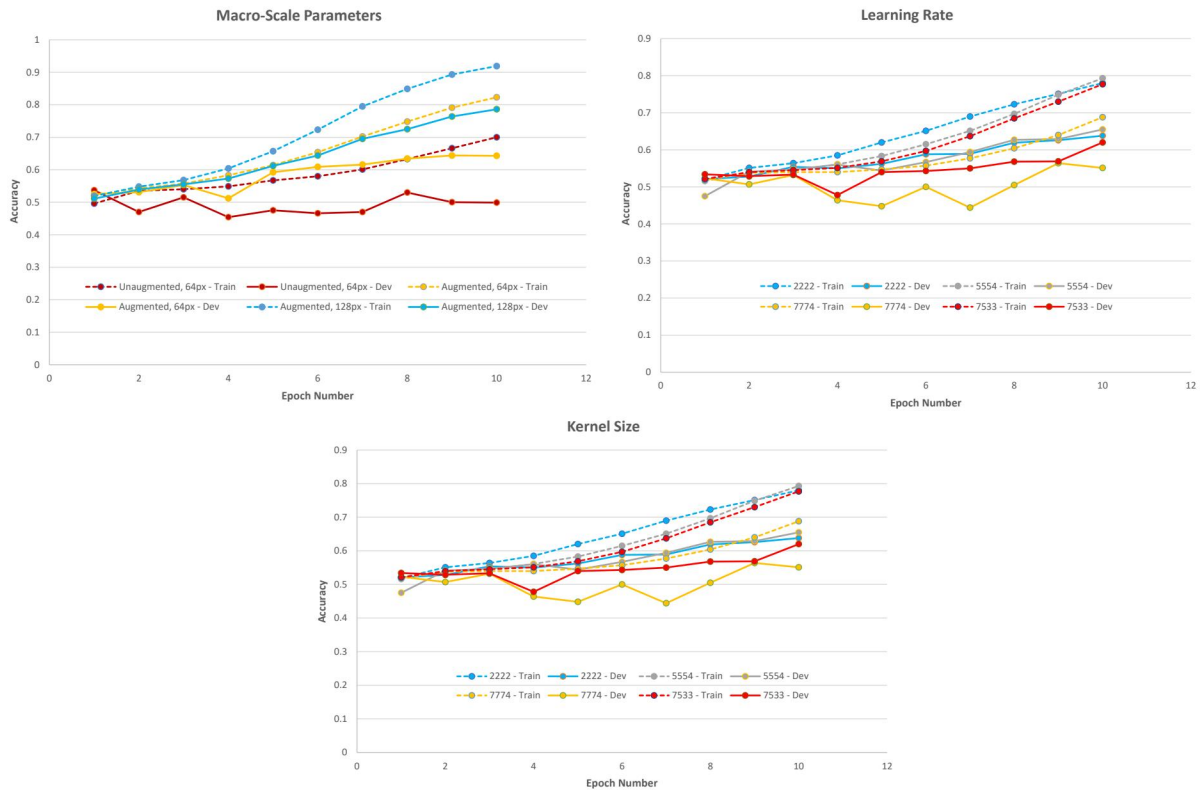 Macro-Scale Parameters
1
0.9
0.8
0.7
0.6
0.5
0.4
0.3
0.2
0.1
0
Accuracy
Unaugmented, 64px - Train
Unaugmented, 64px - Dev
Augmented, 64px - Train
Augmented, 64px - Dev
Augmented, 128px - Train
Augmented, 128px - Dev
0 2 4 6 8 10 12
Epoch Number
Learning Rate
0.9
0.8
0.7
0.6
0.5
0.4
0.3
0.2
0.1
0
Accuracy
2222 - Train 2222 - Dev 5554 - Train 5554 - Dev
7774 - Train 7774 - Dev 7533 - Train 7533 - Dev
0 2 4 6 8 10 12
Epoch Number
Kernel Size
0.9
0.8
0.7
0.6
0.5
0.4
0.3
0.2
0.1
0
Accuracy
2222 - Train 2222 - Dev 5554 - Train 5554 - Dev
7774 - Train 7774 - Dev 7533 - Train 7533 - Dev
0 2 4 6 8 10 12
Epoch Number